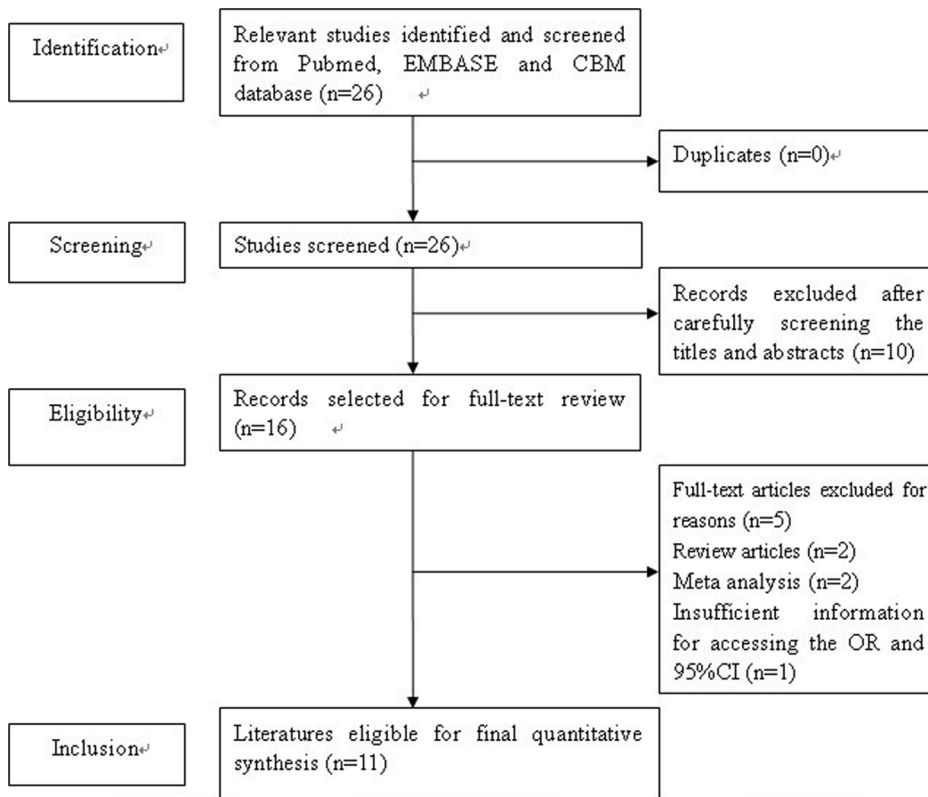 Identification↵
Relevant studies identified and screened
from Pubmed, EMBASE and CBM
database (n=26) ↵
Duplicates (n=0)↵
Screening↵
Studies screened (n=26)↵
Records excluded after
carefully screening the
titles and abstracts (n=10)
Eligibility↵
Records selected for full-text review
(n=16) ↵
Full-text articles excluded for
reasons (n=5)
Review articles (n=2)
Meta analysis (n=2)
Insufficient information
for accessing the OR and
95%CI (n=1)
Inclusion↵
Literatures eligible for final quantitative
synthesis (n=11)